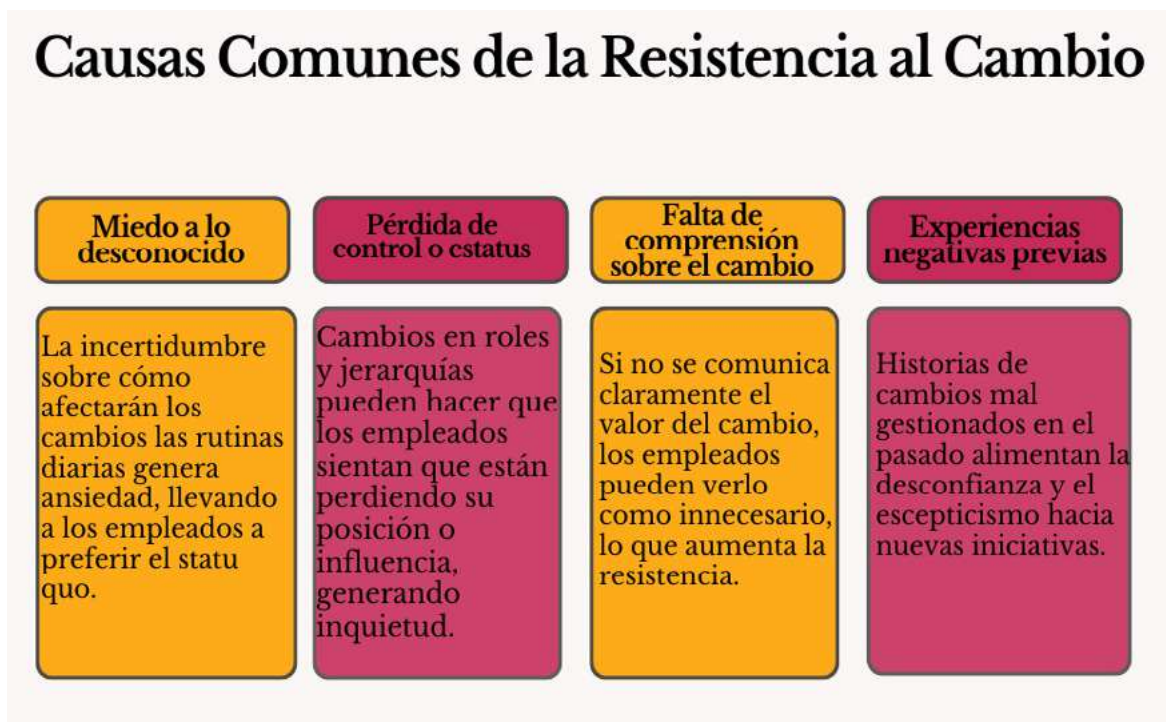 Causas Comunes de la Resistencia al Cambio
Miedo a lo
desconocido
La incertidumbre
sobre cómo
afectarán los
cambios las rutinas
diarias genera
ansiedad, llevando
a los empleados a
preferir el statu
quo.
Pérdida de
control o estatus
Cambios en roles
y jerarquías
pueden hacer que
los empleados
sientan que están
perdiendo su
posición o
influencia,
generando
inquietud.
Falta de
comprensión
sobre el cambio
Si no se comunica
claramente el
valor del cambio,
los empleados
pueden verlo
como innecesario,
lo que aumenta la
resistencia.
Experiencias
negativas previas
Historias de
cambios mal
gestionados en el
pasado alimentan la
desconfianza y el
escepticismo hacia
nuevas iniciativas.